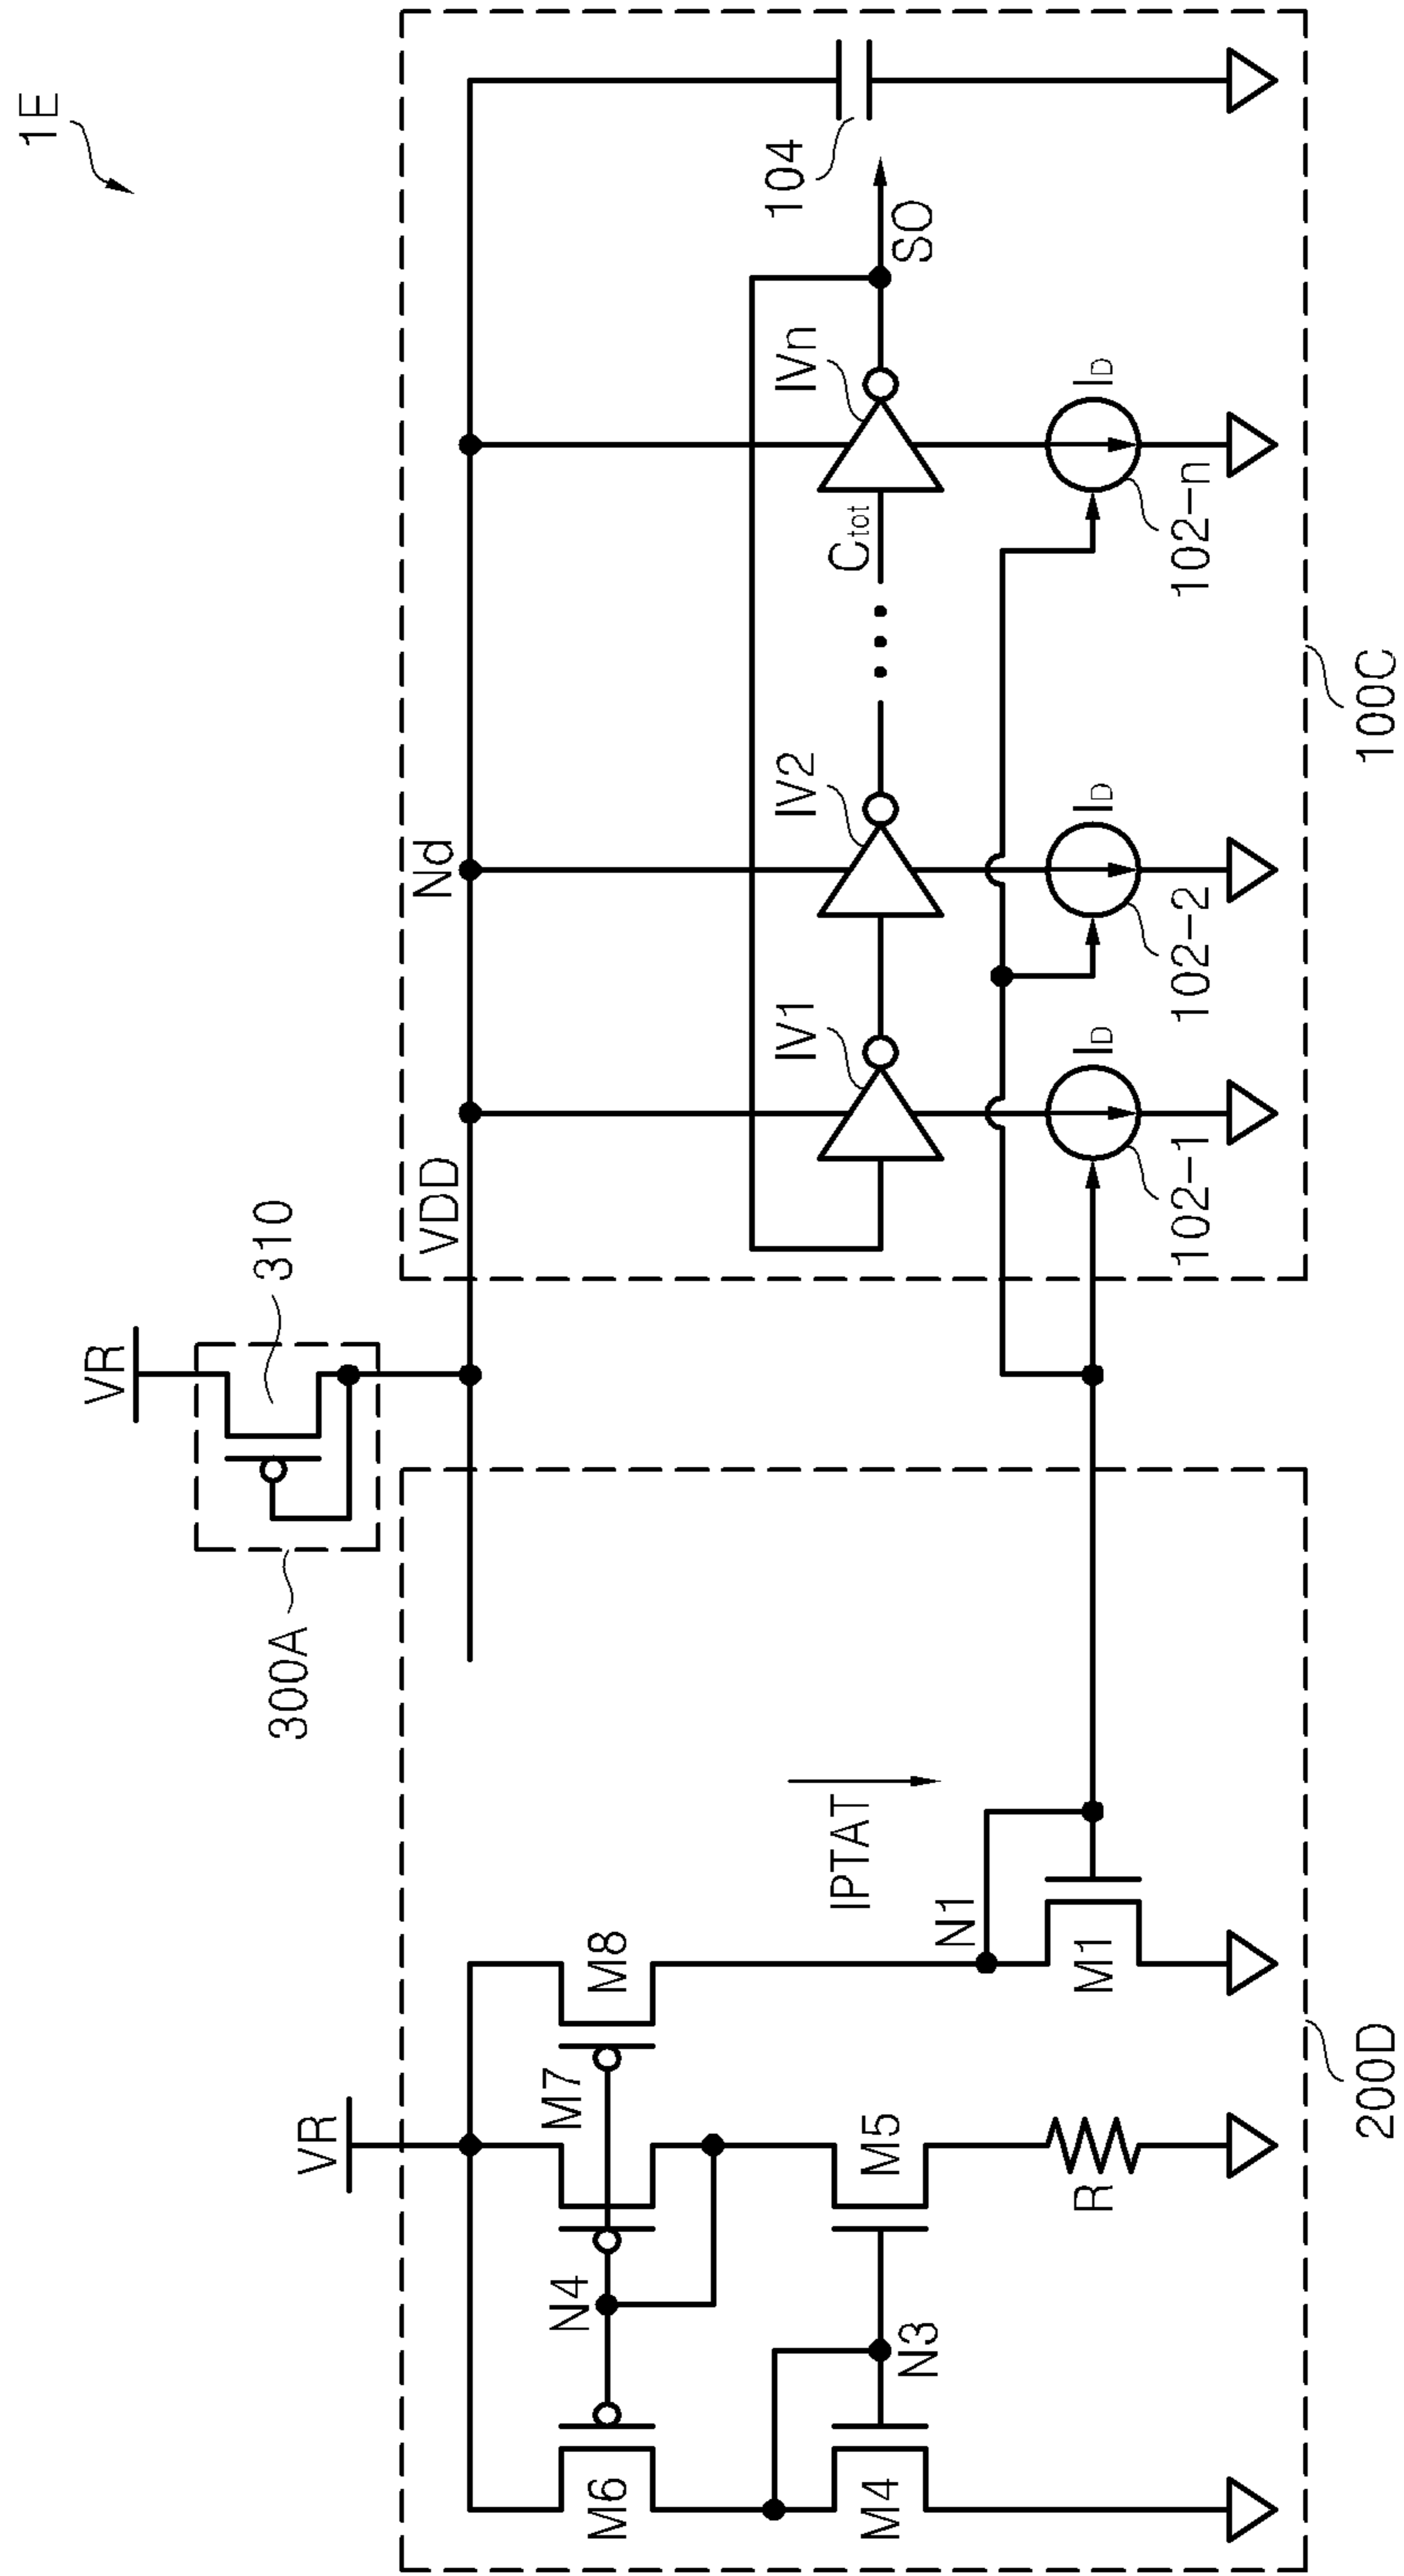 1E
VR
310
300A
VR
VDD
Nd
M6
M7
M8
N4
M4
N3
M5
R
IPTAT
N1
M1
IV1
IV2
Ctot
IVn
SO
104
ID
ID
ID
102-1
102-2
102-n
200D
100C